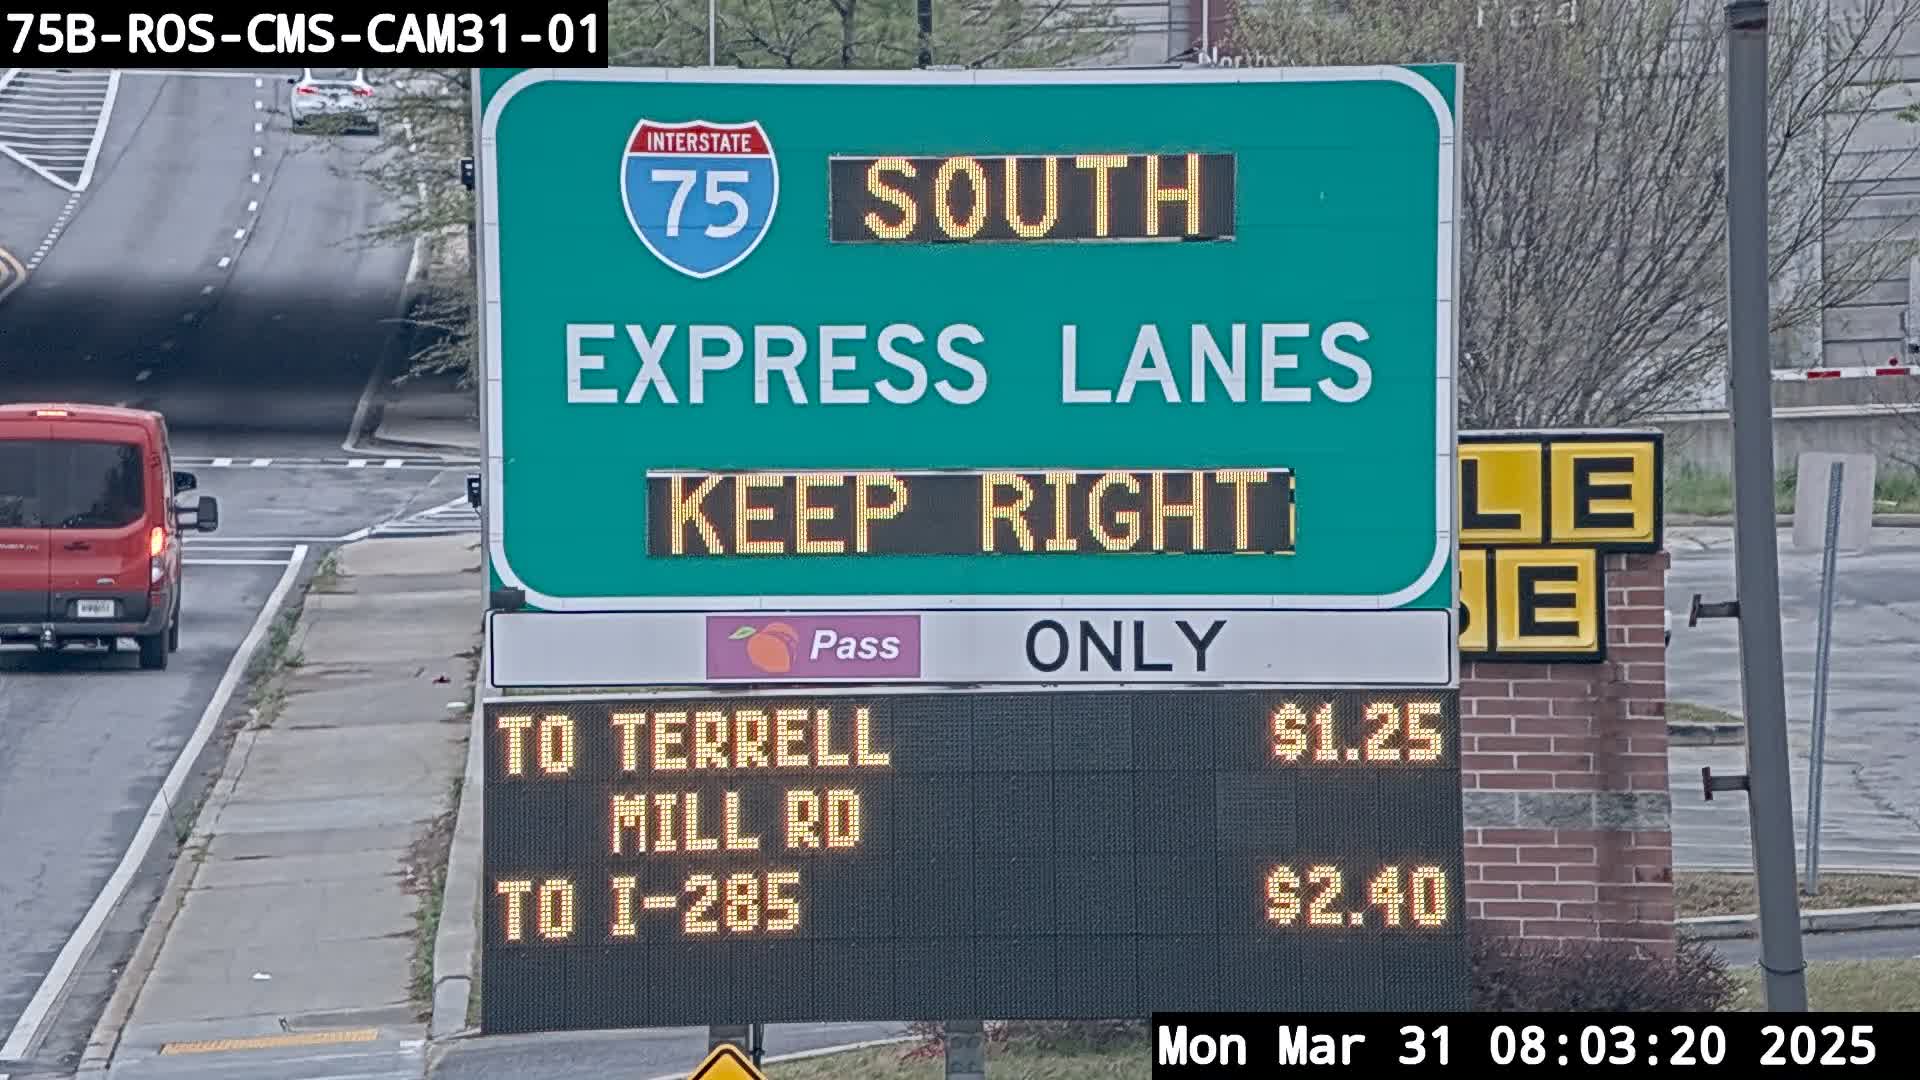 75B-ROS-CMS-CAM31-01
INTERSTATE
75
SOUTH
EXPRESS LANES
KEEP RIGHT
Pass ONLY
LE
E
TO TERRELL $1.25
MILL RD
TO I-285 $2.40
Mon Mar 31 08:03:20 2025